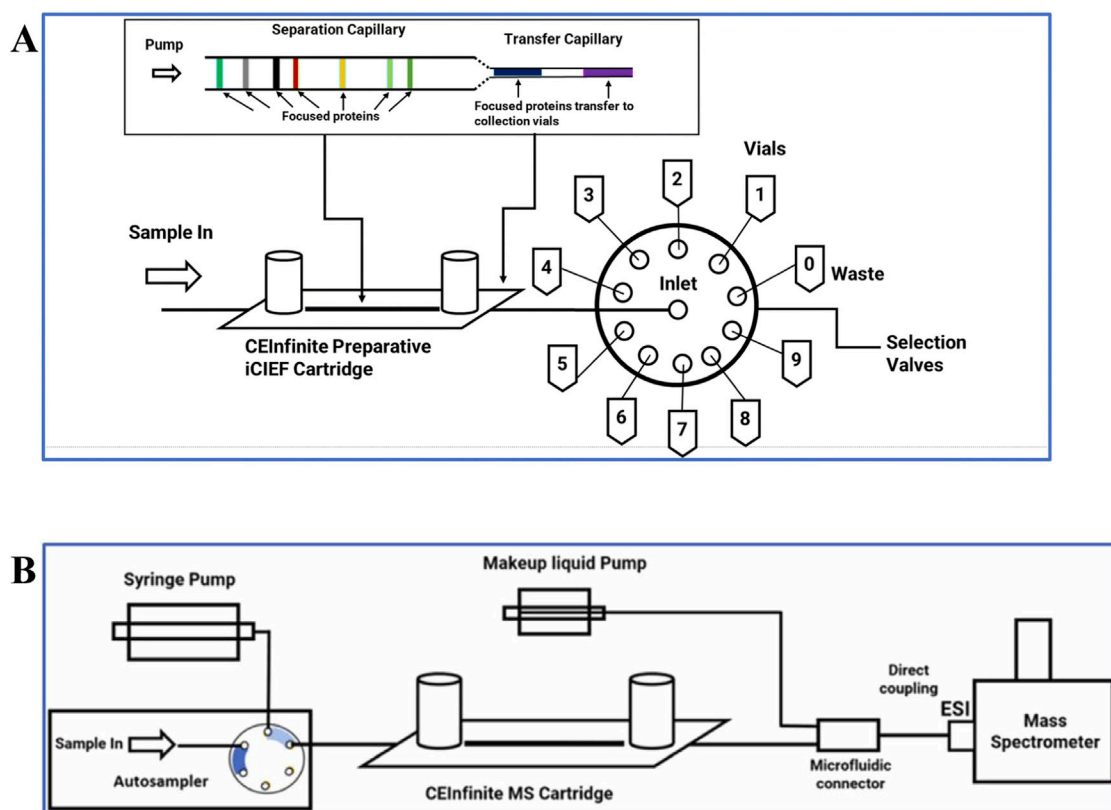 A
Separation Capillary
Transfer Capillary
Pump
Focused proteins
Focused proteins transfer to
collection vials
Vials
3
2
1
Sample In
4
Inlet
0
Waste
CEInfinite Preparative
iCIEF Cartridge
5
9
Selection
Valves
6
7
8
B
Syringe Pump
Makeup liquid Pump
Direct
coupling
ESI
Mass
Spectrometer
Sample In
Autosampler
Microfluidic
connector
CEInfinite MS Cartridge